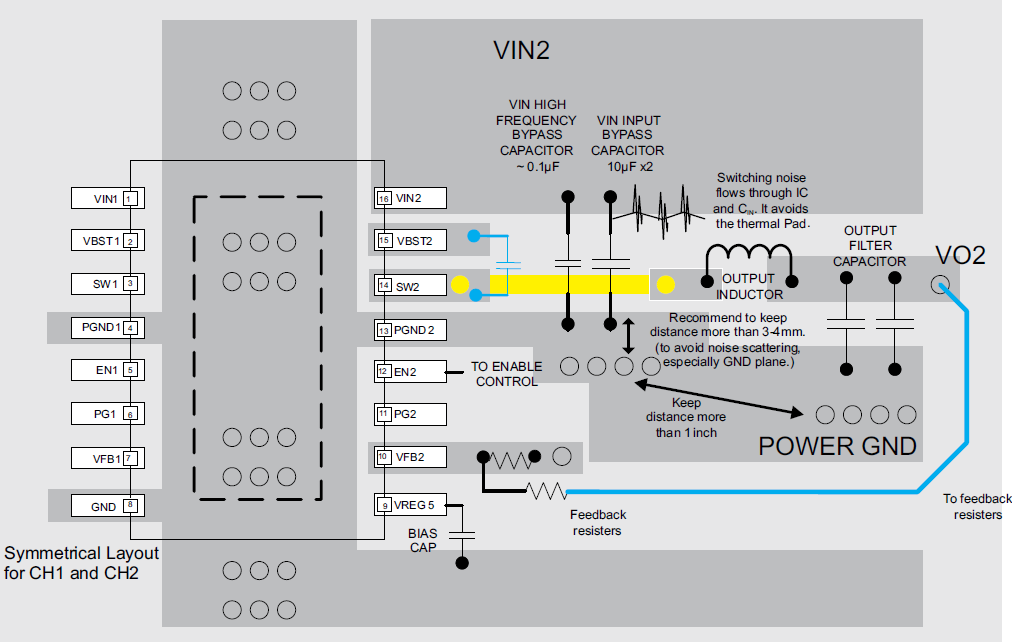 VIN2
VIN HIGH
FREQUENCY
BYPASS
CAPACITOR
~ 0.1µF
VIN INPUT
BYPASS
CAPACITOR
10µF x2
Switching noise
flows through IC
and CIN. It avoids
the thermal Pad.
OUTPUT
FILTER
CAPACITOR
VO2
OUTPUT
INDUCTOR
VIN1 1
VBST1 2
SW1 3
PGND1 4
EN1 5
PG1 6
VFB1 7
GND 8
16 VIN2
15 VBST2
14 SW2
13 PGND2
12 EN2
11 PG2
10 VFB2
9 VREG 5
Recommend to keep
distance more than 3-4mm.
(to avoid noise scattering,
especially GND plane.)
TO ENABLE
CONTROL
Keep
distance more
than 1 inch
POWER GND
To feedback
resisters
Feedback
resisters
BIAS
CAP
Symmetrical Layout
for CH1 and CH2